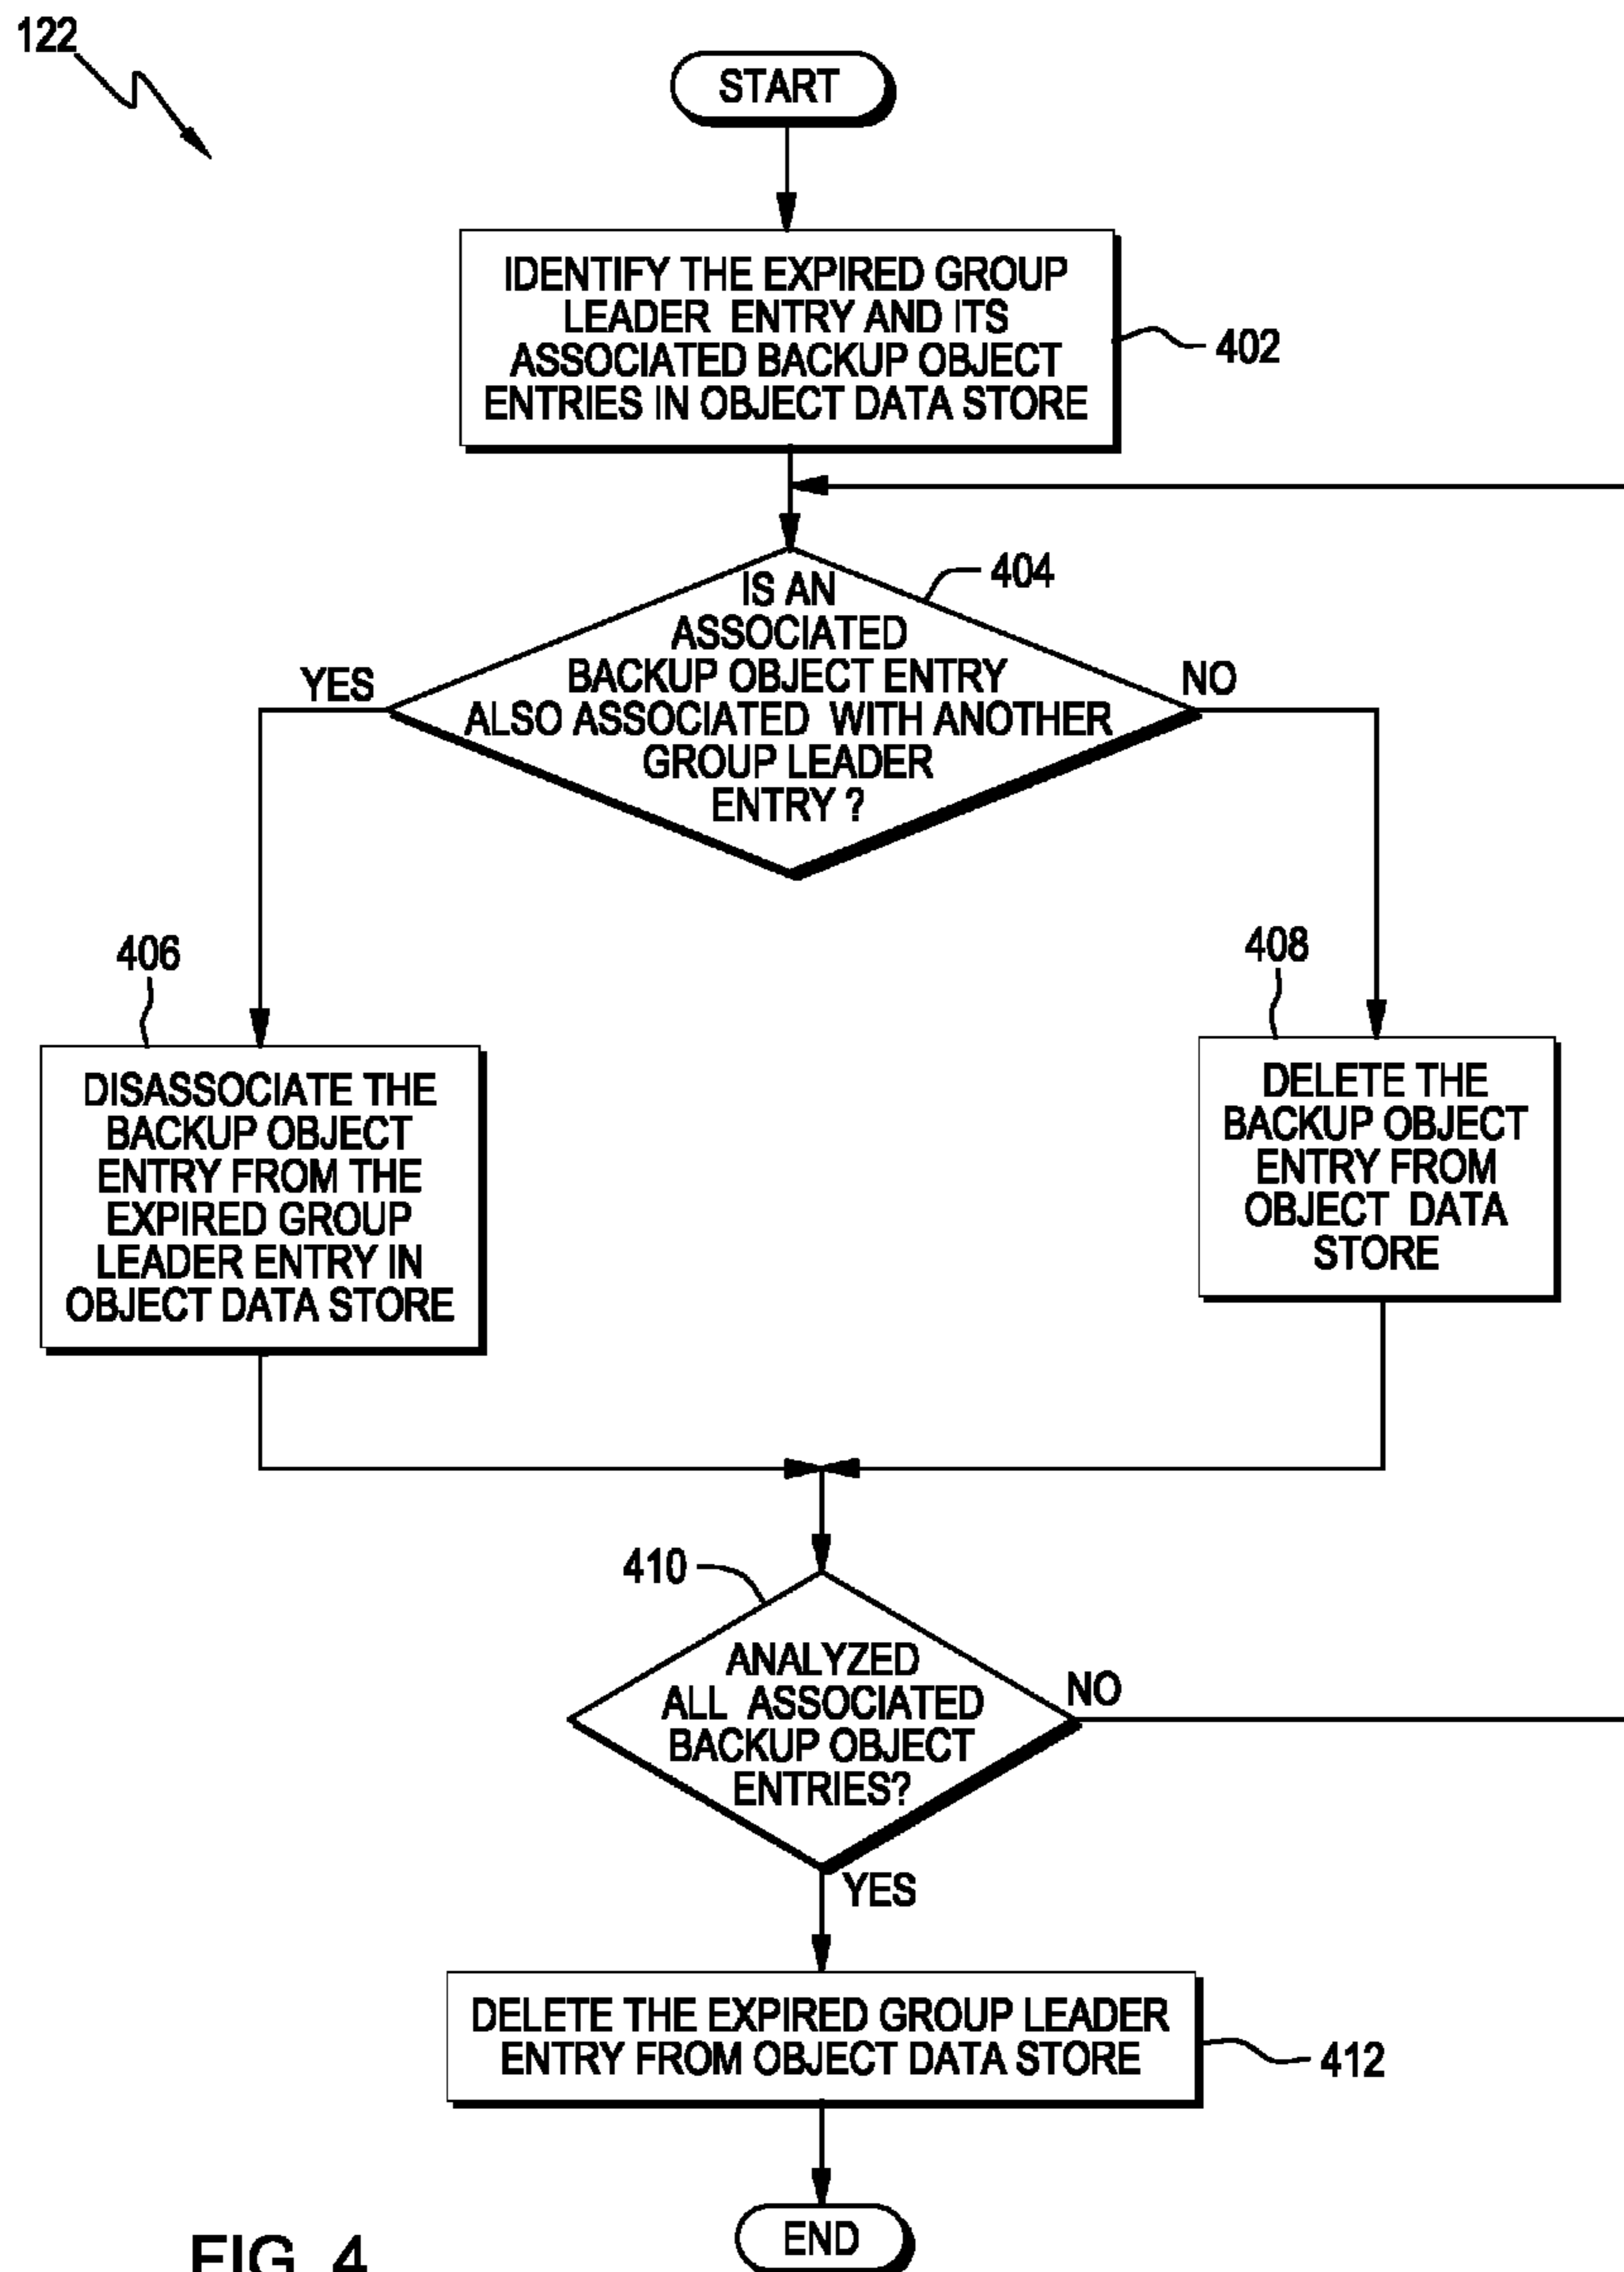 122
START
IDENTIFY THE EXPIRED GROUP
LEADER ENTRY AND ITS
ASSOCIATED BACKUP OBJECT
ENTRIES IN OBJECT DATA STORE
402
404
IS AN
ASSOCIATED
BACKUP OBJECT ENTRY
ALSO ASSOCIATED WITH ANOTHER
GROUP LEADER
ENTRY ?
YES
NO
406
DISASSOCIATE THE
BACKUP OBJECT
ENTRY FROM THE
EXPIRED GROUP
LEADER ENTRY IN
OBJECT DATA STORE
408
DELETE THE
BACKUP OBJECT
ENTRY FROM
OBJECT DATA
STORE
410
ANALYZED
ALL ASSOCIATED
BACKUP OBJECT
ENTRIES?
NO
YES
DELETE THE EXPIRED GROUP LEADER
ENTRY FROM OBJECT DATA STORE
412
END
FIG. 4